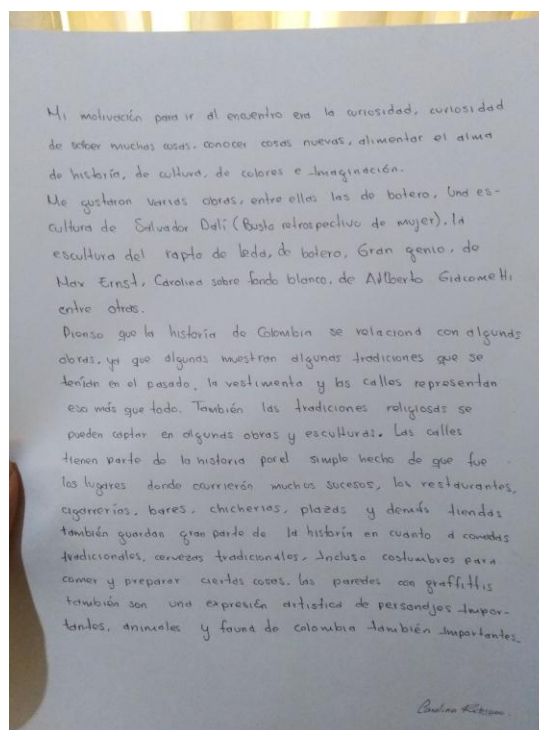 Mi motivación para ir al encuentro era la curiosidad, curiosidad
de saber muchas cosas, conocer cosas nuevas, alimentar el alma
de historia, de cultura, de colores e imaginación.
Me gustaron varias obras, entre ellas las de botero, Una es-
cultura de Salvador Dalí (Busto retrospectivo de mujer), la
escultura del rapto de leda, de botero, Gran genio, de
Max Ernst, Carolina sobre fondo blanco, de Adlberto Giacometti
entre otras.
Pienso que la historia de Colombia se relaciona con algunas
obras, ya que algunas muestran algunas tradiciones que se
tenían en el pasado, la vestimenta y las calles representan
eso más que todo. También las tradiciones religiosas se
pueden captar en algunas obras y esculturas. Las calles
tienen parte de la historia por el simple hecho de que fue
los lugares donde ocurrierón muchos sucesos, los restaurantes,
cigarrerías, bares, chicherias, plazas y demás tiendas
también guardan gran parte de la historia en cuanto a comidas
tradicionales, cervezas tradicionales, Incluso costumbres para
comer y preparar ciertas cosas. las paredes con graffittis
también son una expresión artistica de personajes Impor-
tantes, animales y fauna de colombia también importantes.
Carolina